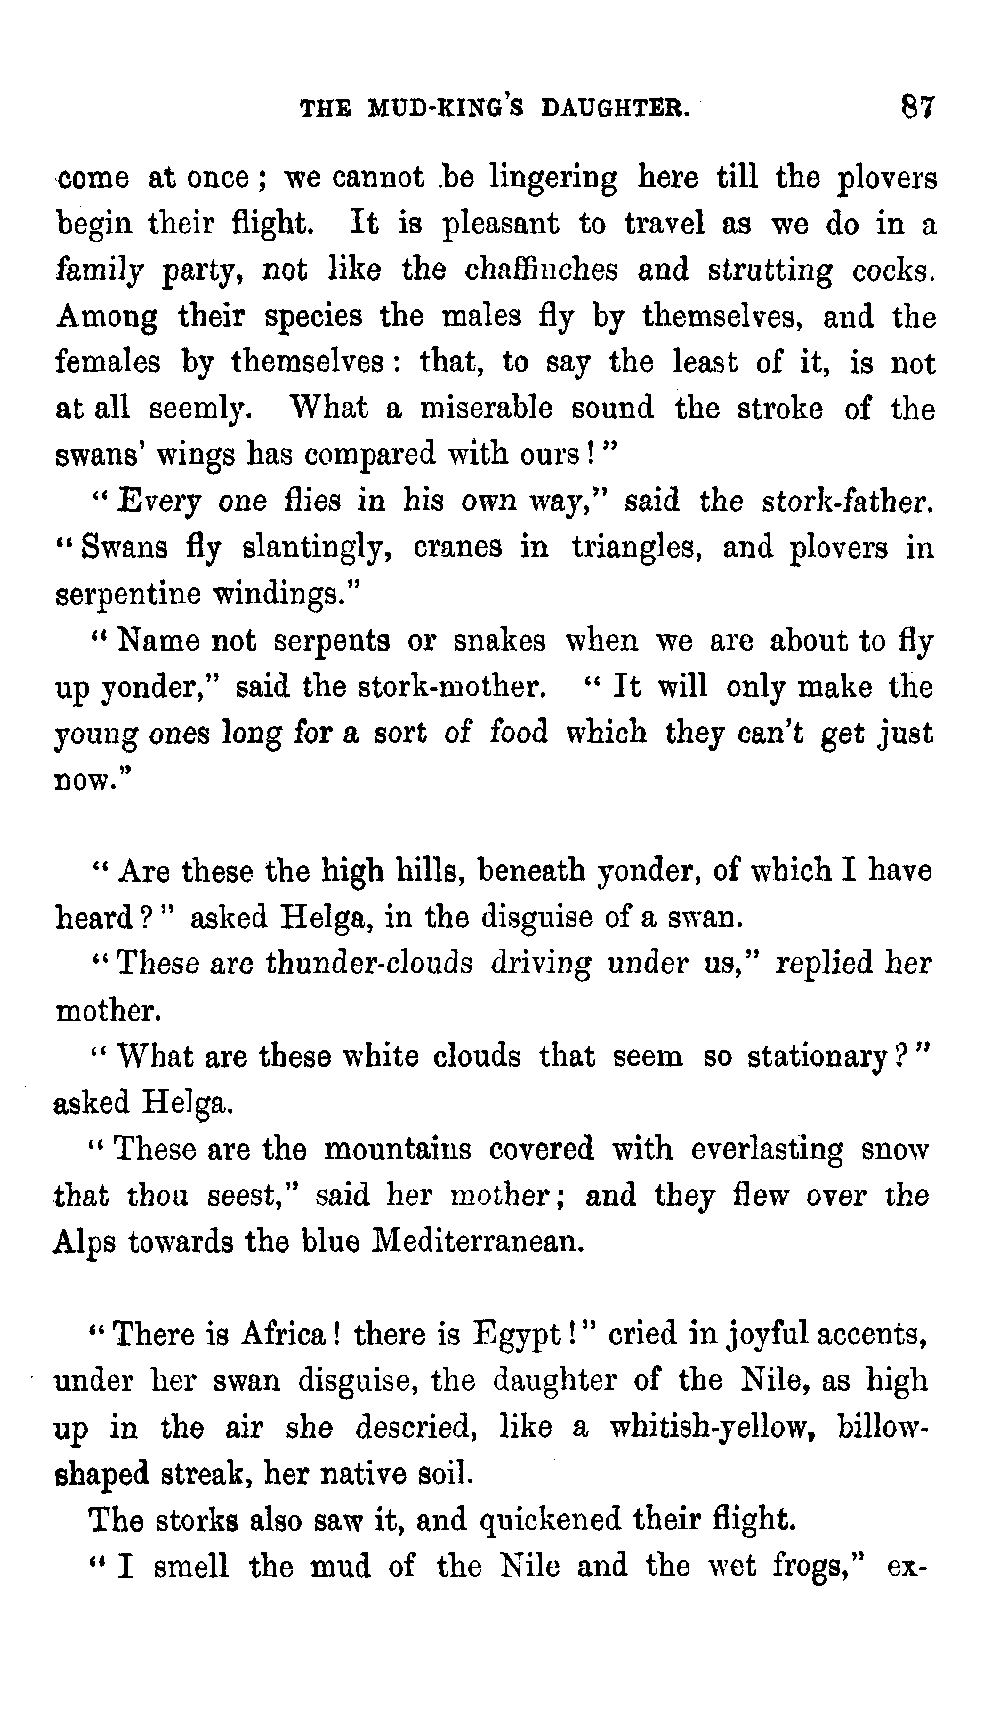 THE MUD-KING'S DAUGHTER. 87
come at once; we cannot be lingering here till the plovers
begin their flight. It is pleasant to travel as we do in a
family party, not like the chaffinches and strutting cocks.
Among their species the males fly by themselves, and the
females by themselves: that, to say the least of it, is not
at all seemly. What a miserable sound the stroke of the
swans' wings has compared with ours!"
"Every one flies in his own way," said the stork-father.
"Swans fly slantingly, cranes in triangles, and plovers in
serpentine windings."
"Name not serpents or snakes when we are about to fly
up yonder," said the stork-mother. "It will only make the
young ones long for a sort of food which they can't get just
now."
"Are these the high hills, beneath yonder, of which I have
heard?" asked Helga, in the disguise of a swan.
"These are thunder-clouds driving under us," replied her
mother.
"What are these white clouds that seem so stationary?"
asked Helga.
"These are the mountains covered with everlasting snow
that thou seest," said her mother; and they flew over the
Alps towards the blue Mediterranean.
"There is Africa! there is Egypt!" cried in joyful accents,
under her swan disguise, the daughter of the Nile, as high
up in the air she descried, like a whitish-yellow, billow-
shaped streak, her native soil.
The storks also saw it, and quickened their flight.
"I smell the mud of the Nile and the wet frogs," ex-